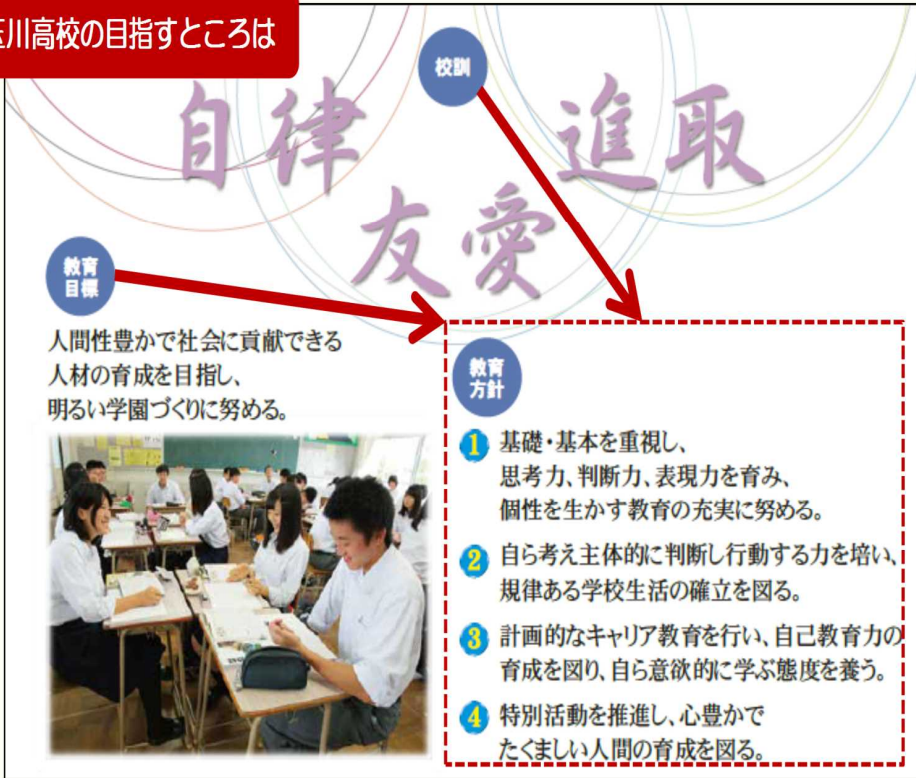 玉川高校の目指すところは
校訓
自律
進取
友愛
教育
目標
人間性豊かで社会に貢献できる
人材の育成を目指し、
明るい学園づくりに努める。
教育
方針
1 基礎・基本を重視し、
思考力、判断力、表現力を育み、
個性を生かす教育の充実に努める。
2 自ら考え主体的に判断し行動する力を培い、
規律ある学校生活の確立を図る。
3 計画的なキャリア教育を行い、自己教育力の
育成を図り、自ら意欲的に学ぶ態度を養う。
4 特別活動を推進し、心豊かで
たくましい人間の育成を図る。